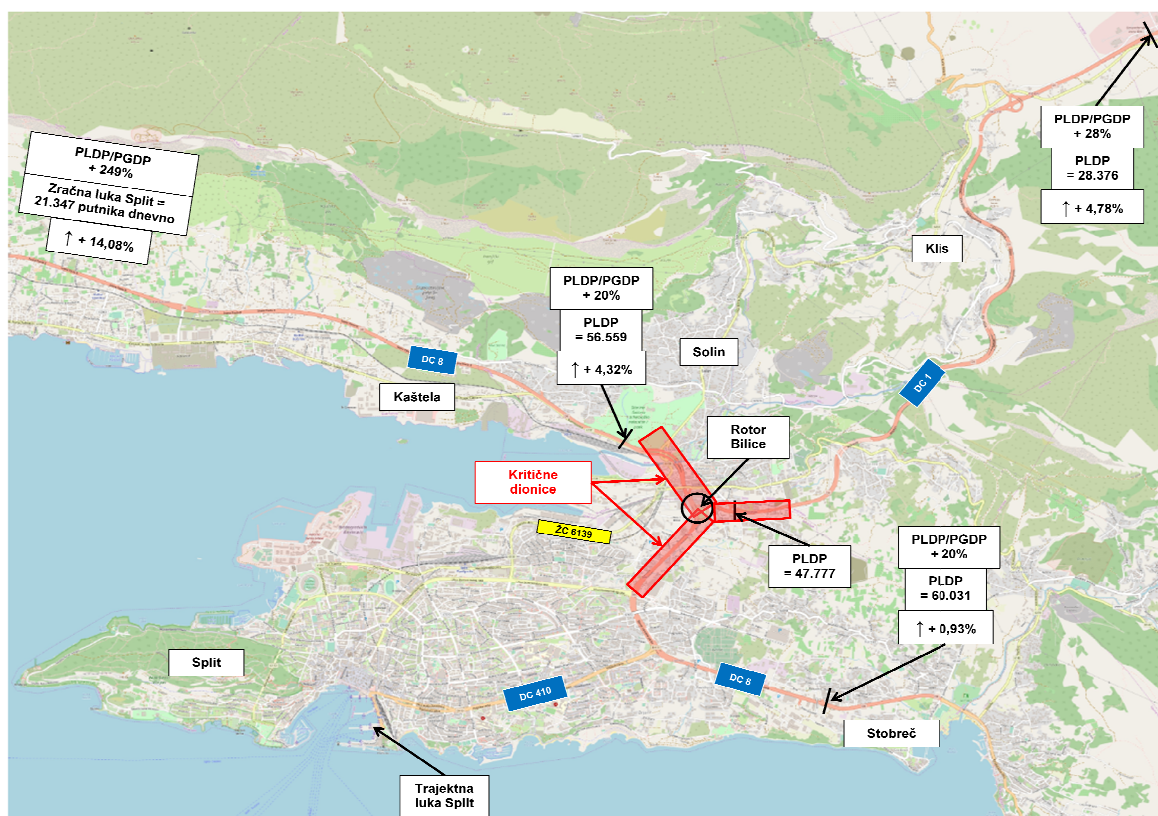 PLDP/PGDP
+ 28%
PLDP
= 28.376
↑ + 4,78%
PLDP/PGDP
+ 249%
Zračna luka Split =
21.347 putnika dnevno
↑ + 14,08%
Klis
PLDP/PGDP
+ 20%
PLDP
= 56.559
↑ + 4,32%
Solin
DC 8
DC 1
Kaštela
Rotor
Bilice
Kritične
dionice
ŽC 6139
PLDP
= 47.777
PLDP/PGDP
+ 20%
PLDP
= 60.031
↑ + 0,93%
Split
DC 410
DC 8
Stobreč
Trajektna
luka Split